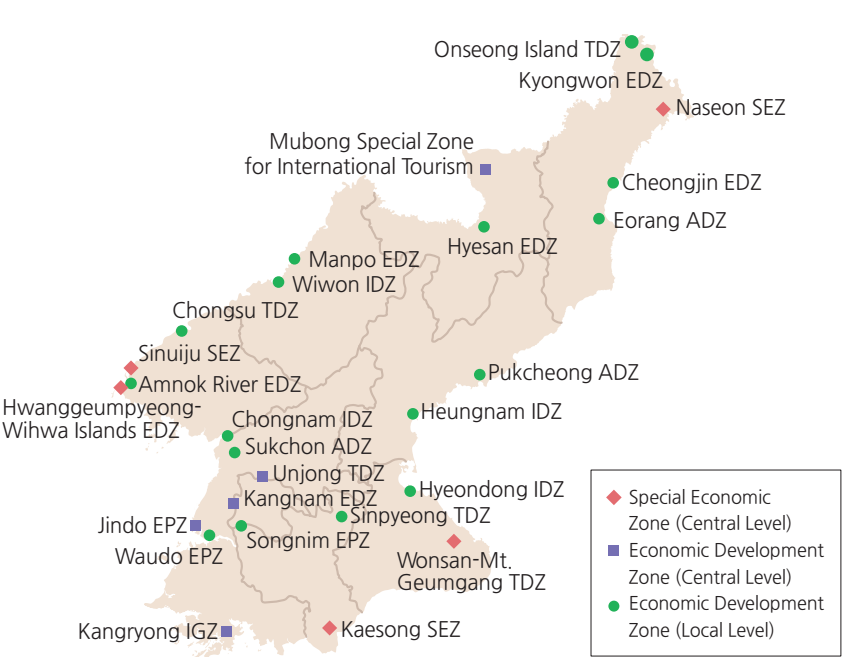 Onseong Island TDZ
Kyongwon EDZ
Naseon SEZ
Mubong Special Zone
for International Tourism
Cheongjin EDZ
Eorang ADZ
Hyesan EDZ
Manpo EDZ
Wiwon IDZ
Chongsu TDZ
Sinuiju SEZ
Amnok River EDZ
Hwanggeumpyeong-
Wihwa Islands EDZ
Pukcheong ADZ
Heungnam IDZ
Chongnam IDZ
Sukchon ADZ
Unjong TDZ
Kangnam EDZ
Hyeondong IDZ
Sinpyeong TDZ
Jindo EPZ
Songnim EPZ
Waudo EPZ
Wonsan-Mt.
Geumgang TDZ
Kangryong IGZ
Kaesong SEZ
Special Economic
Zone (Central Level)
Economic Development
Zone (Central Level)
Economic Development
Zone (Local Level)